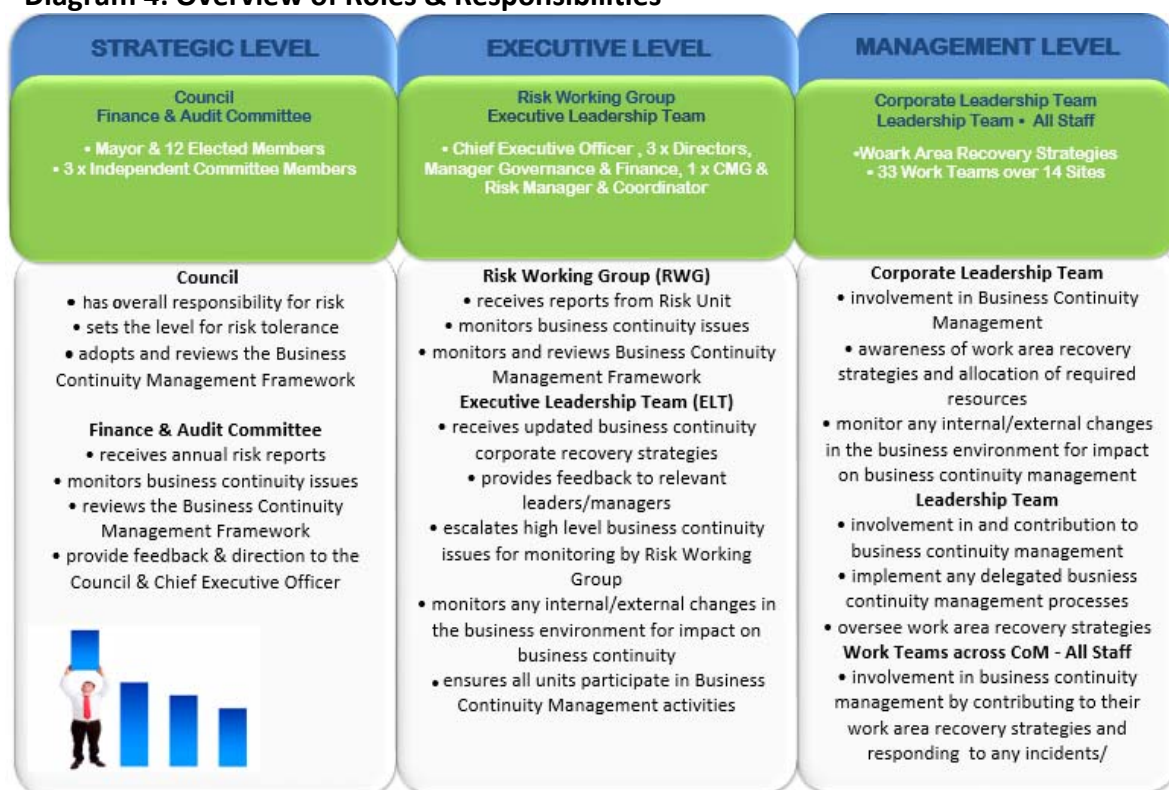 Diagram 4: Overview of Roles & Responsibilities
STRATEGIC LEVEL
Council
Finance & Audit Committee
• Mayor & 12 Elected Members
• 3 x Independent Committee Members
Council
• has overall responsibility for risk
• sets the level for risk tolerance
• adopts and reviews the Business
Continuity Management Framework
Finance & Audit Committee
• receives annual risk reports
• monitors business continuity issues
• reviews the Business Continuity
Management Framework
• provide feedback & direction to the
Council & Chief Executive Officer
EXECUTIVE LEVEL
Risk Working Group
Executive Leadership Team
• Chief Executive Officer , 3 x Directors,
Manager Governance & Finance, 1 x CMG &
Risk Manager & Coordinator
Risk Working Group (RWG)
• receives reports from Risk Unit
• monitors business continuity issues
• monitors and reviews Business Continuity
Management Framework
Executive Leadership Team (ELT)
• receives updated business continuity
corporate recovery strategies
• provides feedback to relevant
leaders/managers
• escalates high level business continuity
issues for monitoring by Risk Working
Group
• monitors any internal/external changes in
the business environment for impact on
business continuity
• ensures all units participate in Business
Continuity Management activities
MANAGEMENT LEVEL
Corporate Leadership Team
Leadership Team • All Staff
•Woark Area Recovery Strategies
• 33 Work Teams over 14 Sites
Corporate Leadership Team
• involvement in Business Continuity
Management
• awareness of work area recovery
strategies and allocation of required
resources
• monitor any internal/external changes
in the business environment for impact
on business continuity management
Leadership Team
• involvement in and contribution to
business continuity management
• implement any delegated busniess
continuity management processes
• oversee work area recovery strategies
Work Teams across CoM - All Staff
• involvement in business continuity
management by contributing to their
work area recovery strategies and
responding to any incidents/